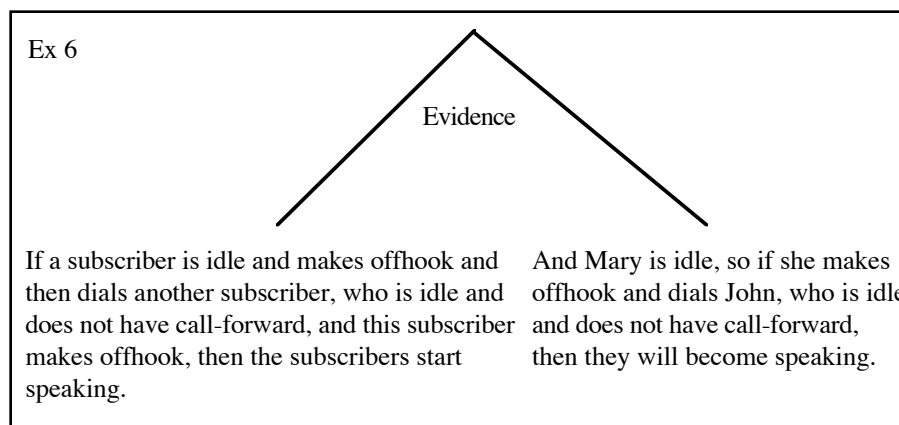 Ex 6
Evidence
If a subscriber is idle and makes offhook and
then dials another subscriber, who is idle and
does not have call-forward, and this subscriber
makes offhook, then the subscribers start
speaking.
And Mary is idle, so if she makes
offhook and dials John, who is idle
and does not have call-forward,
then they will become speaking.